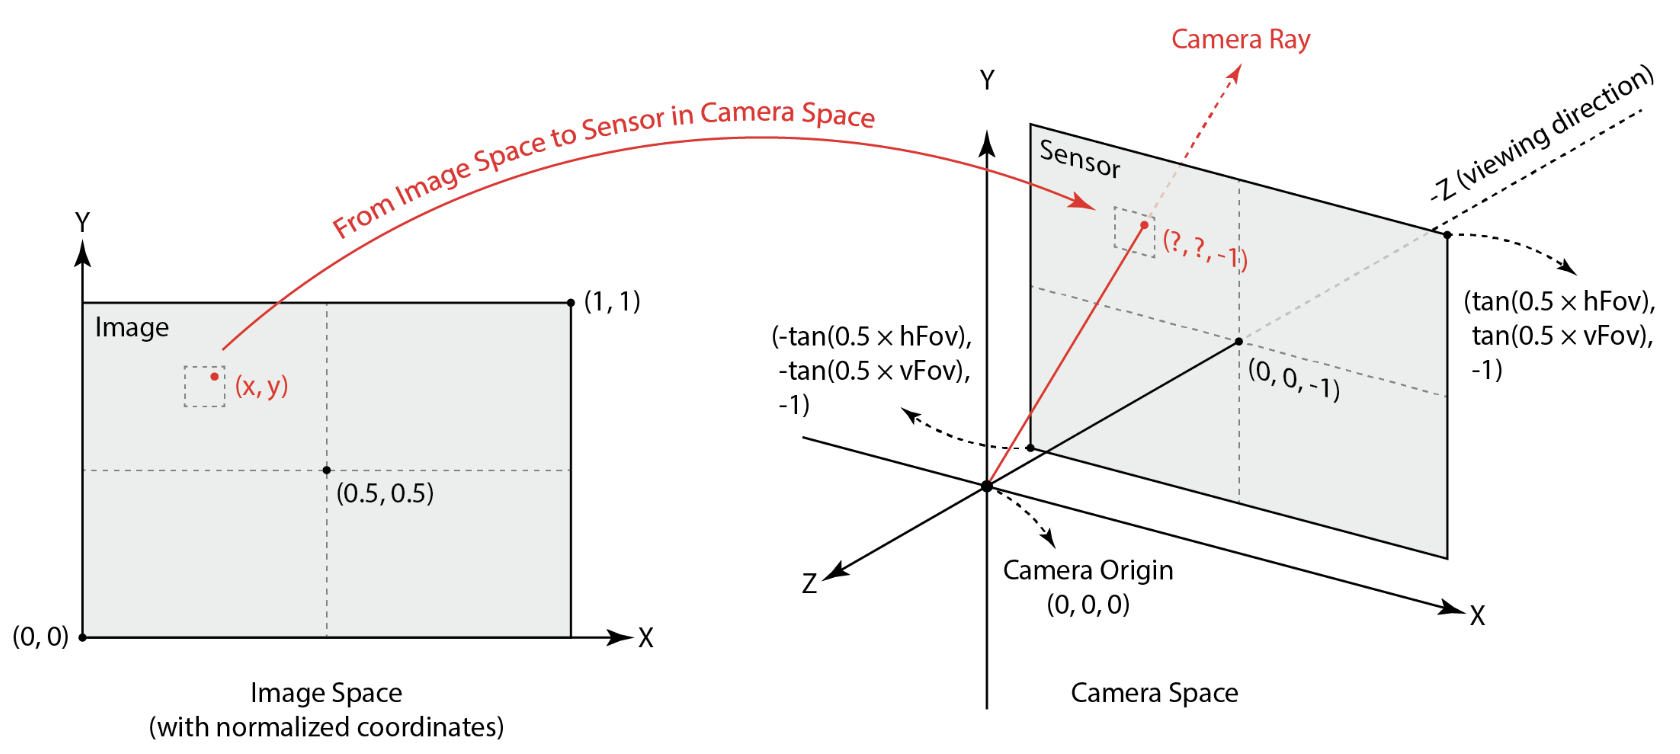 Camera Ray
Y
-Z (viewing direction)
From Image Space to Sensor in Camera Space
Sensor
Y
(?, ?, -1)
(1, 1)
Image
(tan(0.5 × hFov),
tan(0.5 × vFov),
-1)
(-tan(0.5 × hFov),
-tan(0.5 × vFov),
-1)
(x, y)
(0, 0, -1)
(0.5, 0.5)
Z
Camera Origin
(0, 0, 0)
X
(0, 0)
X
Image Space
(with normalized coordinates)
Camera Space